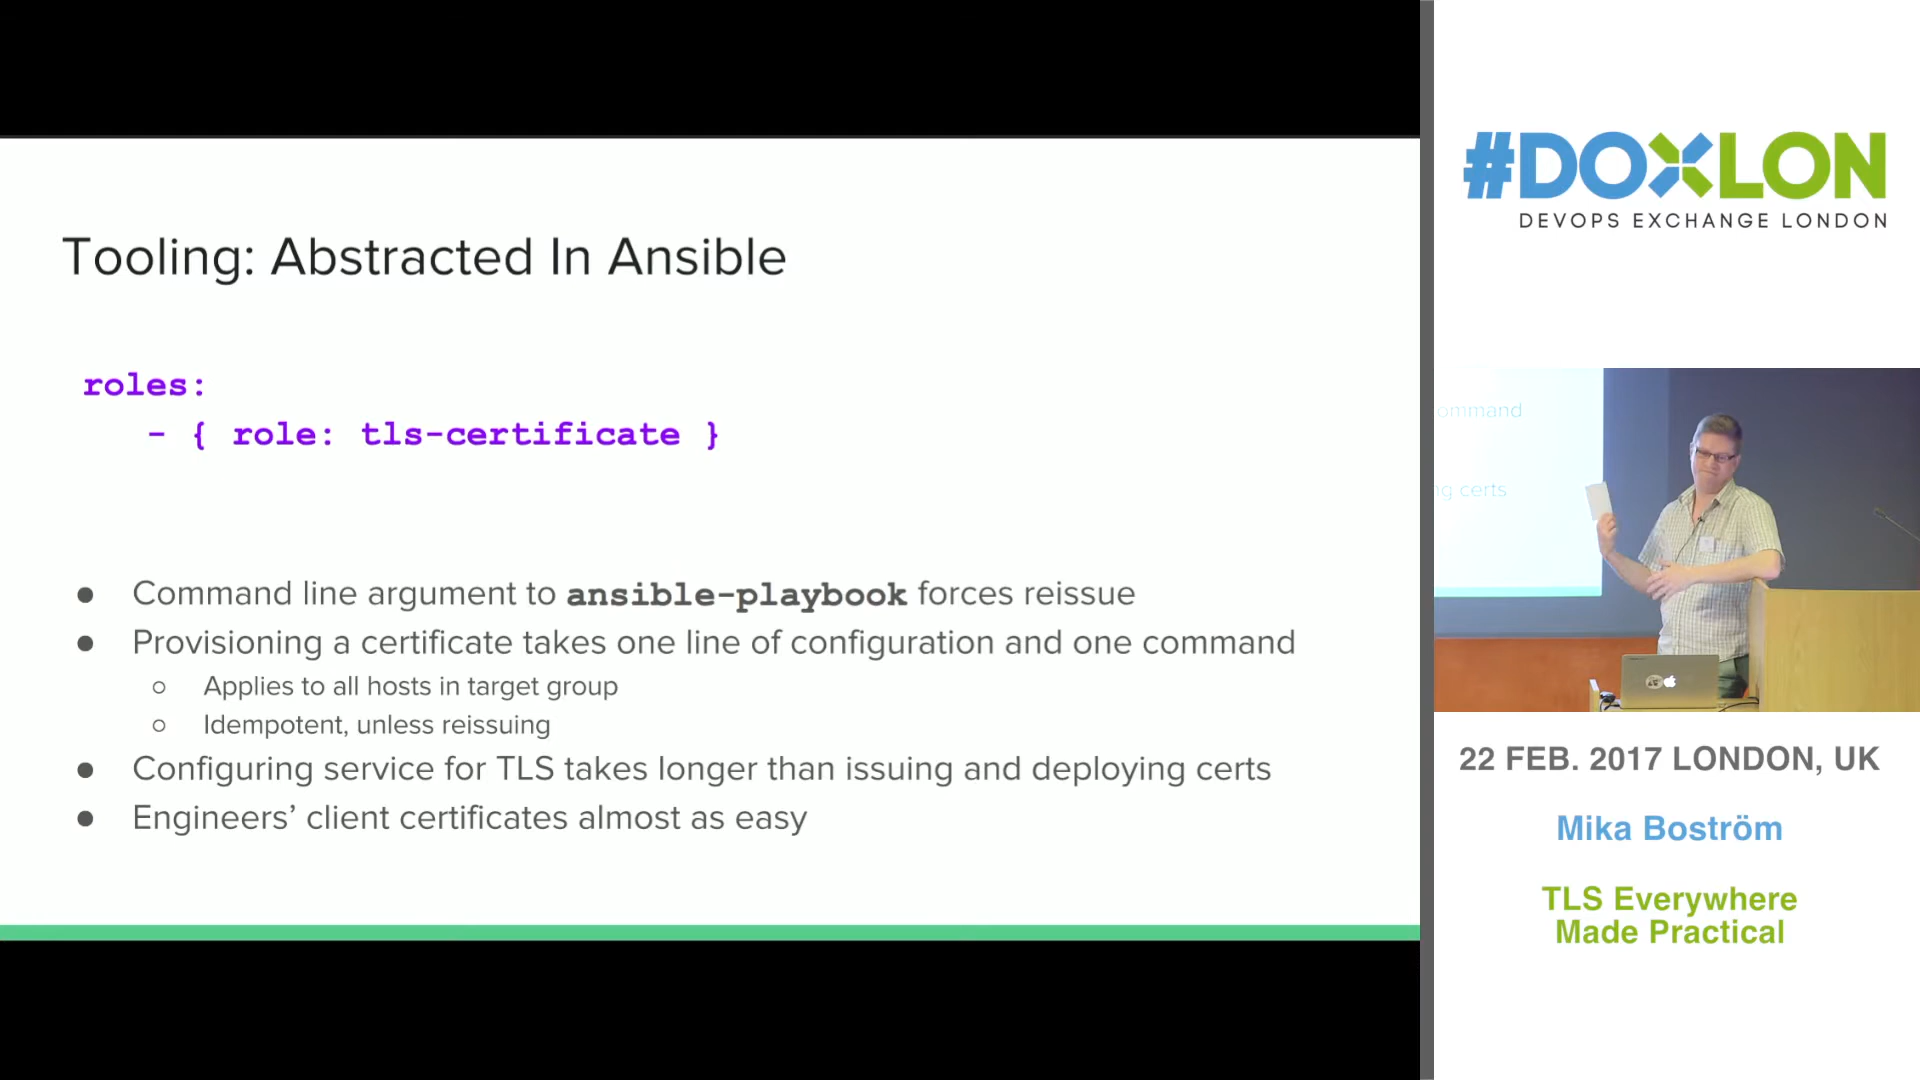 Tooling: Abstracted In Ansible
roles:
- { role: tls-certificate }
● Command line argument to ansible-playbook forces reissue
● Provisioning a certificate takes one line of configuration and one command
○ Applies to all hosts in target group
○ Idempotent, unless reissuing
● Configuring service for TLS takes longer than issuing and deploying certs
● Engineers’ client certificates almost as easy
#DOXLON
DEVOPS EXCHANGE LONDON
ommand
ng certs
22 FEB. 2017 LONDON, UK
Mika Boström
TLS Everywhere
Made Practical